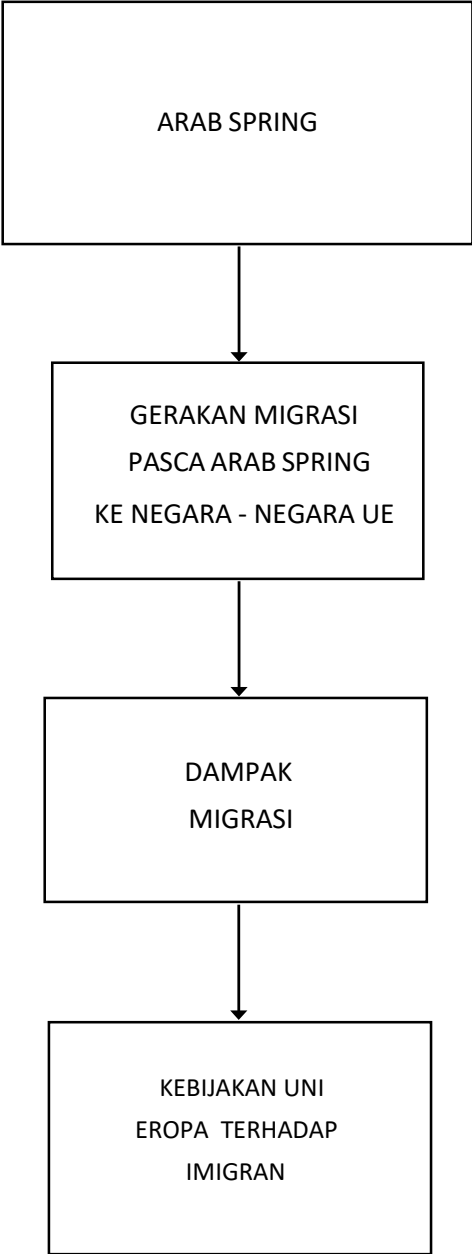 ARAB SPRING
GERAKAN MIGRASI
PASCA ARAB SPRING
KE NEGARA - NEGARA UE
DAMPAK
MIGRASI
KEBIJAKAN UNI
EROPA TERHADAP
IMIGRAN